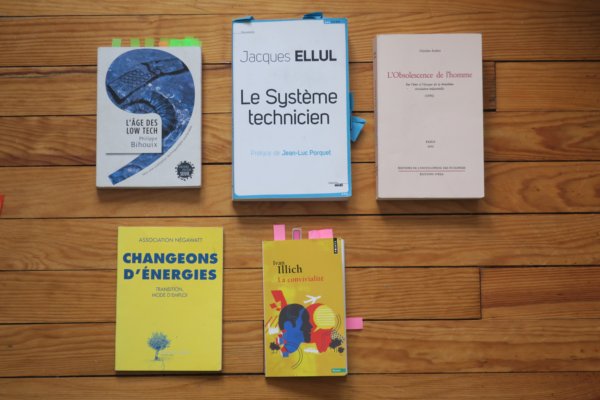 L'ÂGE DES
LOW TECH
Philippe
Bihouix
Jacques ELLUL
Le Système
technicien
Préface de Jean-Luc Porquet
L'Obsolescence de l'homme
PARIS
ASSOCIATION NÉGAWATT
CHANGEONS
D'ÉNERGIES
TRANSITION,
MODE D'EMPLOI
Ivan
Illich
La convivialité